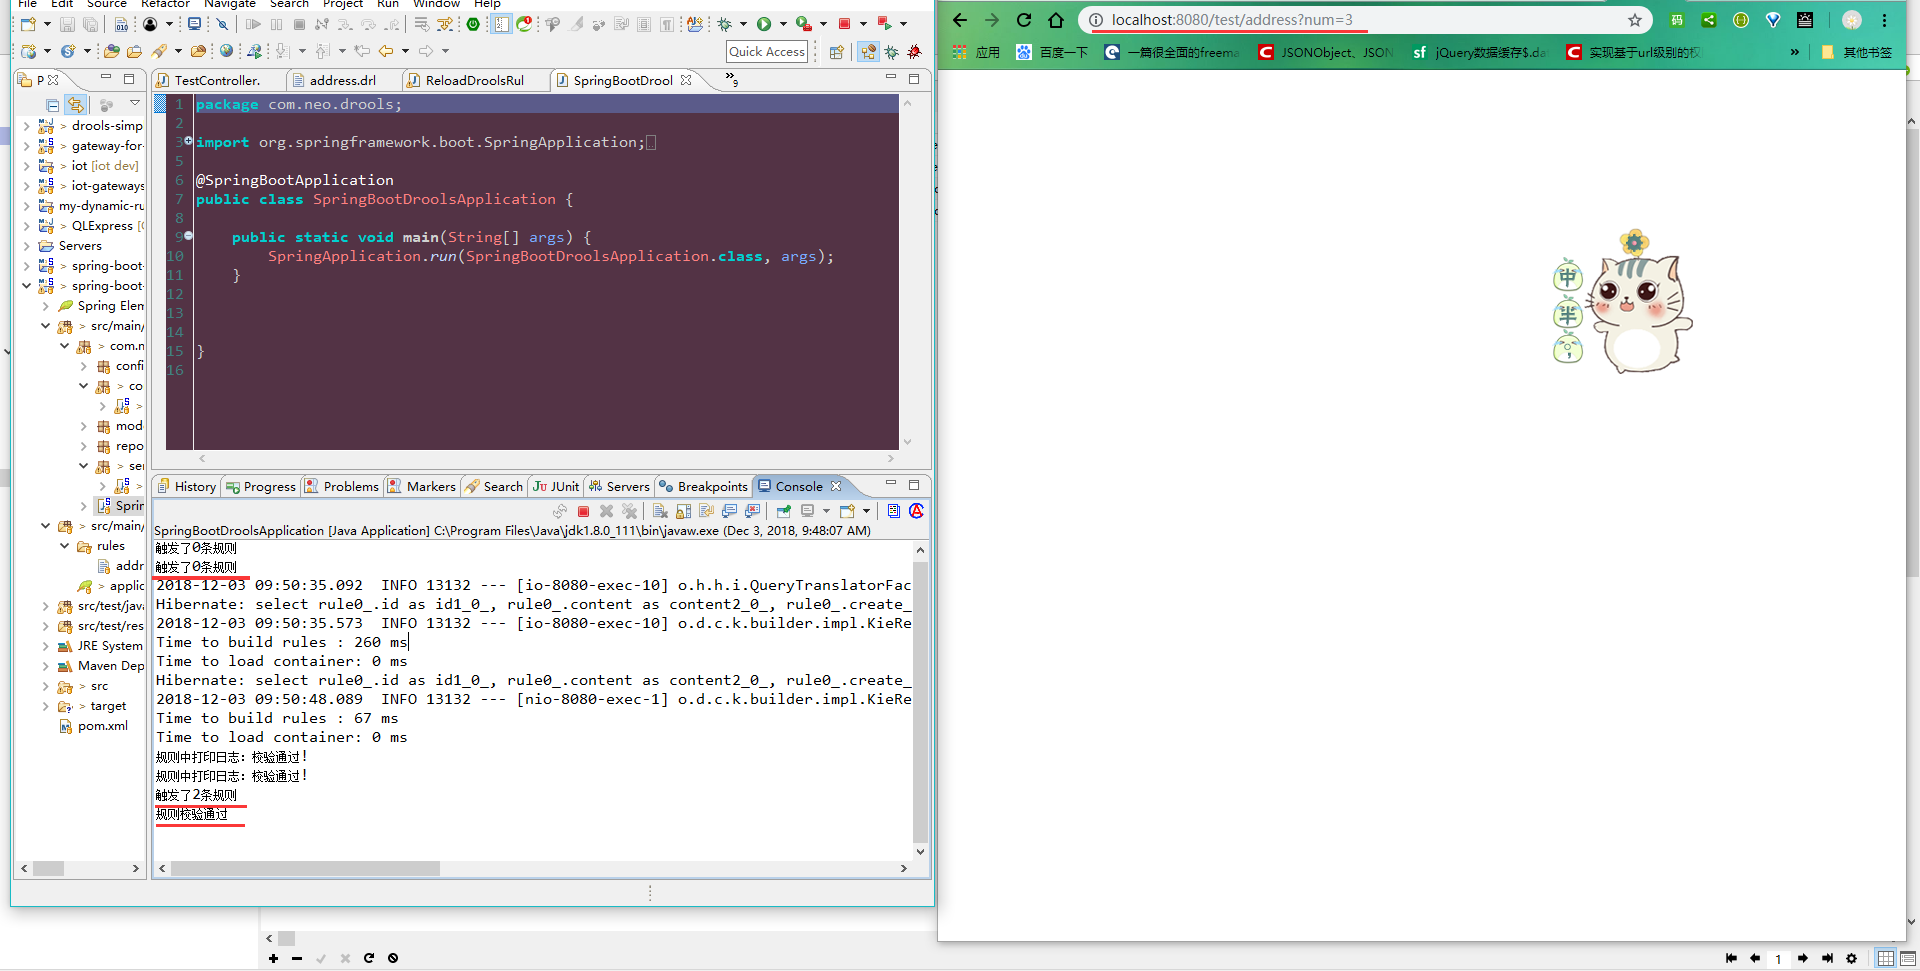 File Edit Source Refactor Navigate Search Project Run Window Help
Quick Access
P
TestController. address.drl ReloadDroolsRul SpringBootDrool 9
> drools-simp
> gateway-for-
> iot [iot dev]
> iot-gateways
my-dynamic-ru
> QLExpress [
Servers
> spring-boot-
> spring-boot-
Spring Elem
> src/main/
> com.n
confi
> co
>
mod
repo
> se
>
Sprin
> src/main/
rules
addr
> applic
src/test/java
src/test/res
JRE System
Maven Dep
> src
> target
pom.xml
1 package com.neo.drools;
2
3 import org.springframework.boot.SpringApplication;
5
6 @SpringBootApplication
7 public class SpringBootDroolsApplication {
8
9 public static void main(String[] args) {
10 SpringApplication.run(SpringBootDroolsApplication.class, args);
11 }
12
13
14
15 }
16
History Progress Problems Markers Search JUnit Servers Breakpoints Console
SpringBootDroolsApplication [Java Application] C:\Program Files\Java\jdk1.8.0_111\bin\javaw.exe (Dec 3, 2018, 9:48:07 AM)
触发了0条规则
触发了0条规则
2018-12-03 09:50:35.092 INFO 13132 --- [io-8080-exec-10] o.h.h.i.QueryTranslatorFac
Hibernate: select rule0_.id as id1_0_, rule0_.content as content2_0_, rule0_.create_
2018-12-03 09:50:35.573 INFO 13132 --- [io-8080-exec-10] o.d.c.k.builder.impl.KieRe
Time to build rules : 260 ms
Time to load container: 0 ms
Hibernate: select rule0_.id as id1_0_, rule0_.content as content2_0_, rule0_.create_
2018-12-03 09:50:48.089 INFO 13132 --- [nio-8080-exec-1] o.d.c.k.builder.impl.KieRe
Time to build rules : 67 ms
Time to load container: 0 ms
规则中打印日志：校验通过!
规则中打印日志：校验通过!
触发了2条规则
规则校验通过
localhost:8080/test/address?num=3
码
应用 百度一下 一篇很全面的freema JSONObject、JSON sf jQuery数据缓存$.da 实现基于url级别的权 » 其他书签
中
半
1